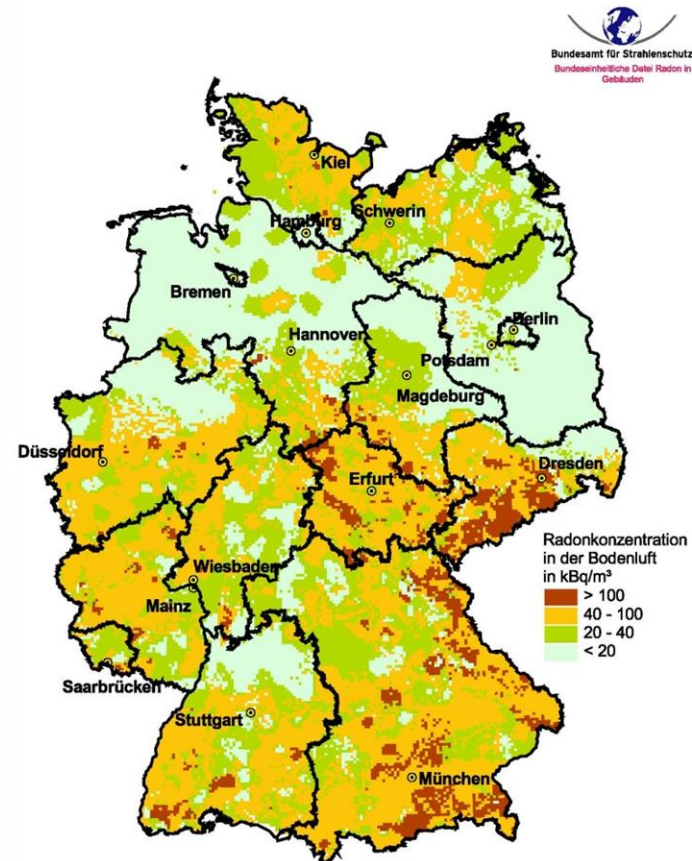 Bundesamt für Strahlenschutz
Bundeseinheitliche Datei Radon in
Gebäuden
Kiel
Schwerin
Hamburg
Bremen
Berlin
Hannover
Potsdam
Magdeburg
Düsseldorf
Dresden
Erfurt
Radonkonzentration
in der Bodenluft
in kBq/m³
> 100
40 - 100
20 - 40
< 20
Wiesbaden
Mainz
Saarbrücken
Stuttgart
München